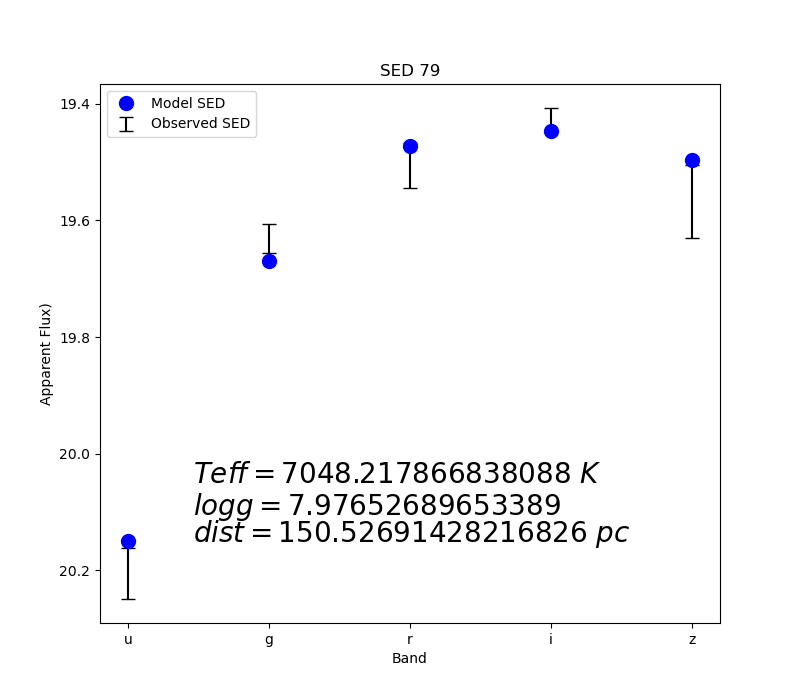 SED 79
19.4
Model SED
Observed SED
19.6
19.8
20.0
20.2
Apparent Flux)
Teff = 7048.217866838088 K
logg = 7.97652689653389
dist = 150.52691428216826 pc
u g r i z
Band